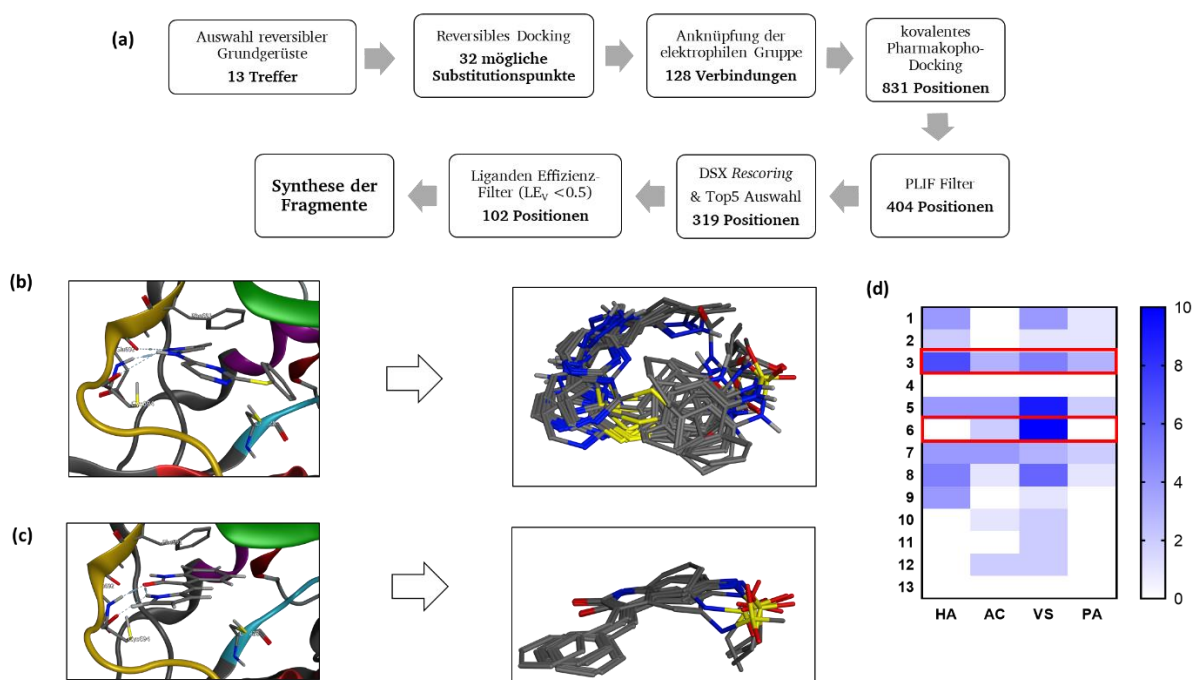 (a)
Auswahl reversibler
Grundgerüste
13 Treffer
Reversibles Docking
32 mögliche
Substitutionspunkte
Anknüpfung der
elektrophilen Gruppe
128 Verbindungen
kovalentes
Pharmakopho-
Docking
831 Positionen
Synthese der
Fragmente
Liganden Effizienz-
Filter (LEv <0.5)
102 Positionen
DSX Rescoring
& Top5 Auswahl
319 Positionen
PLIF Filter
404 Positionen
(b)
(c)
(d)
1
2
3
4
5
6
7
8
9
10
11
12
13
HA AC VS PA
10
8
6
4
2
0